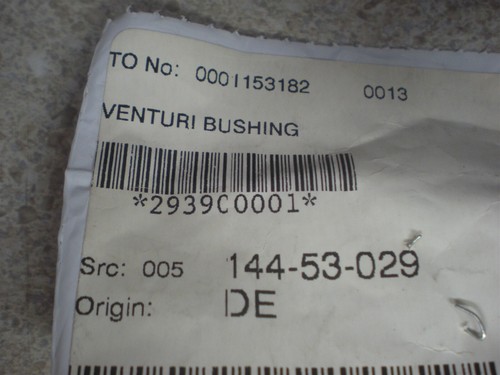 TO No: 0001153182 0013
VENTURI BUSHING
*2939C0001*
Src: 005 144-53-029
Origin: DE